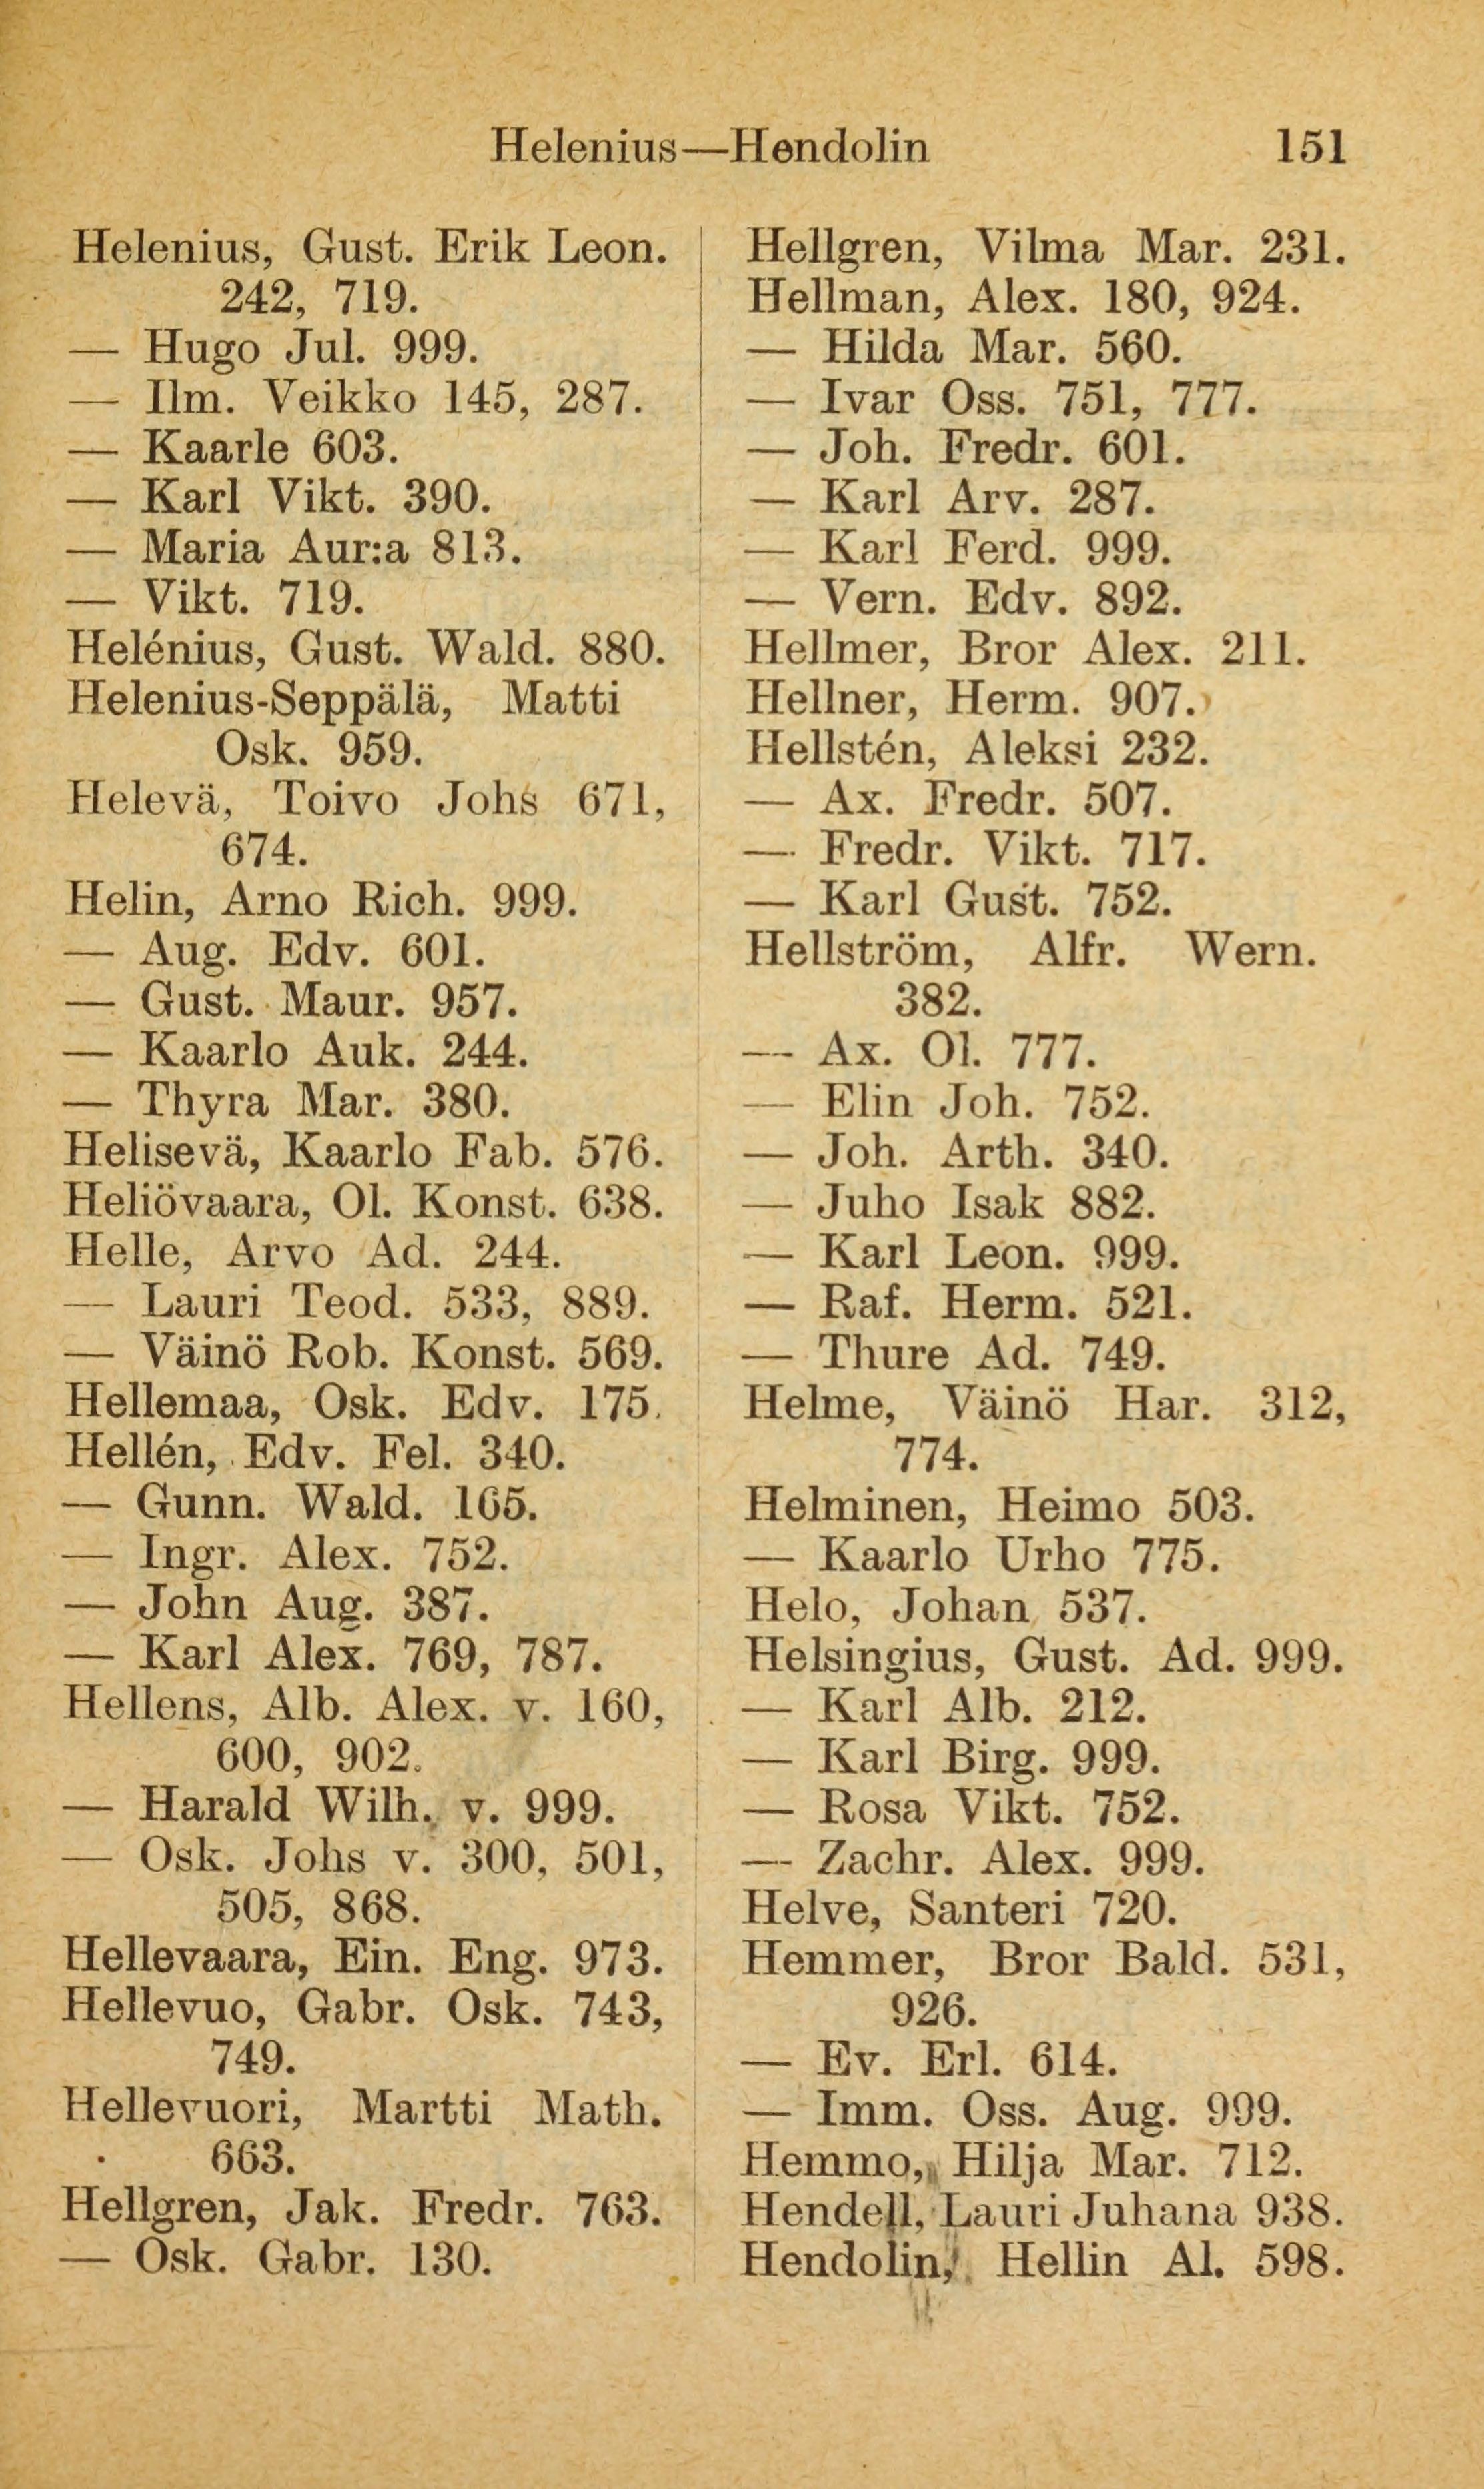 Helenius—Hendolin 151
Helenius, Gust. Erik Leon.
242, 719.
— Hugo Jul. 999.
— Ilm. Veikko 145, 287.
— Kaarle 603.
— Karl Vikt. 390.
— Maria Aur:a 813.
— Vikt. 719.
Helénius, Gust. Wald. 880.
Helenius-Seppälä, Matti
Osk. 959.
Helevä, Toivo Johs 671,
674.
Helin, Arno Rich. 999.
— Aug. Edv. 601.
— Gust. Maur. 957.
— Kaarlo Auk. 244.
— Thyra Mar. 380.
Helisevä, Kaarlo Fab. 576.
Heliövaara, Ol. Konst. 638.
Helle, Arvo Ad. 244.
— Lauri Teod. 533, 889.
— Väinö Rob. Konst. 569.
Hellemaa, Osk. Edv. 175.
Hellén, Edv. Fel. 340.
— Gunn. Wald. 165.
— Ingr. Alex. 752.
— John Aug. 387.
— Karl Alex. 769, 787.
Hellens, Alb. Alex. v. 160,
600, 902.
— Harald Wilh. v. 999.
— Osk. Johs v. 300, 501,
505, 868.
Hellevaara, Ein. Eng. 973.
Hellevuo, Gabr. Osk. 743,
749.
Hellevuori, Martti Math.
663.
Hellgren, Jak. Fredr. 763.
— Osk. Gabr. 130.
Hellgren, Vilma Mar. 231.
Hellman, Alex. 180, 924.
— Hilda Mar. 560.
— Ivar Oss. 751, 777.
— Joh. Fredr. 601.
— Karl Arv. 287.
— Karl Ferd. 999.
— Vern. Edv. 892.
Hellmer, Bror Alex. 211.
Hellner, Herm. 907.
Hellstén, Aleksi 232.
— Ax. Fredr. 507.
— Fredr. Vikt. 717.
— Karl Gust. 752.
Hellström, Alfr. Wern.
382.
— Ax. Ol. 777.
— Elin Joh. 752.
— Joh. Arth. 340.
— Juho Isak 882.
— Karl Leon. 999.
— Raf. Herm. 521.
— Thure Ad. 749.
Helme, Väinö Har. 312,
774.
Helminen, Heimo 503.
— Kaarlo Urho 775.
Helo, Johan 537.
Helsingius, Gust. Ad. 999.
— Karl Alb. 212.
— Karl Birg. 999.
— Rosa Vikt. 752.
— Zachr. Alex. 999.
Helve, Santeri 720.
Hemmer, Bror Bald. 531,
926.
— Ev. Erl. 614.
— Imm. Oss. Aug. 999.
Hemmo, Hilja Mar. 712.
Hendell, Lauri Juhana 938.
Hendolin, Hellin Al. 598.